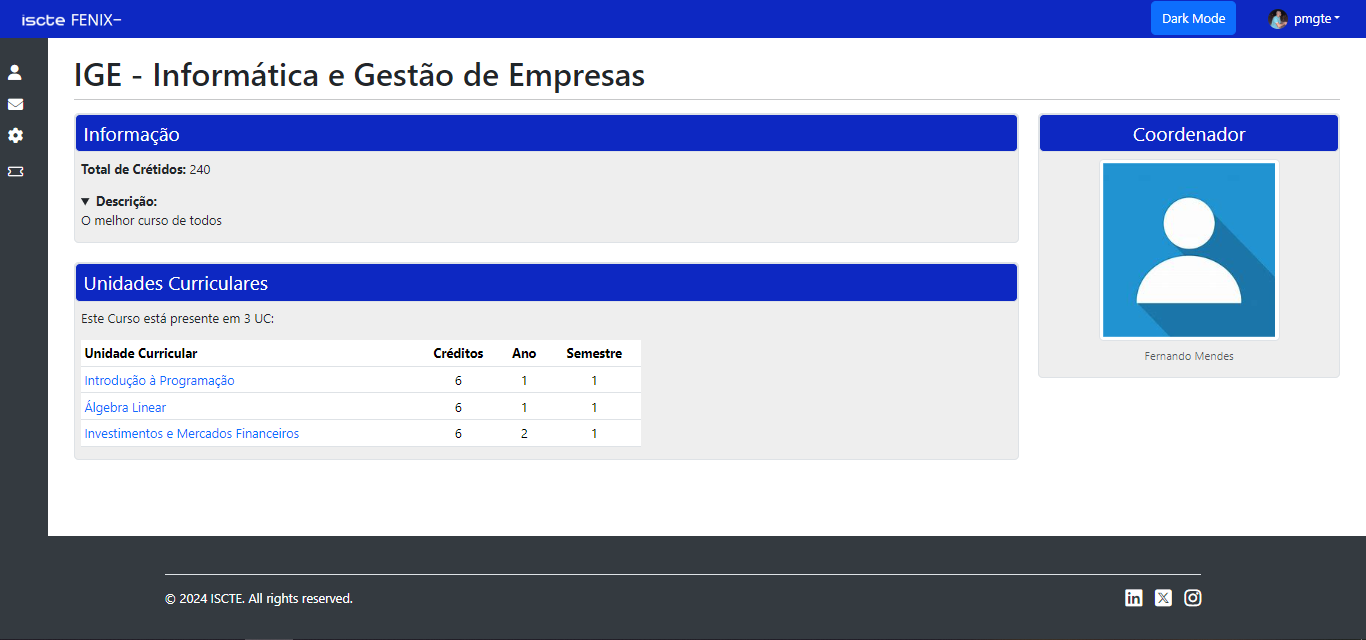 iscte FENIX–
Dark Mode
pmgte
IGE - Informática e Gestão de Empresas
Informação
Total de Crétidos: 240
▼ Descrição:
O melhor curso de todos
Coordenador
Fernando Mendes
Unidades Curriculares
Este Curso está presente em 3 UC:
Unidade Curricular Créditos Ano Semestre
Introdução à Programação 6 1 1
Álgebra Linear 6 1 1
Investimentos e Mercados Financeiros 6 2 1
© 2024 ISCTE. All rights reserved.